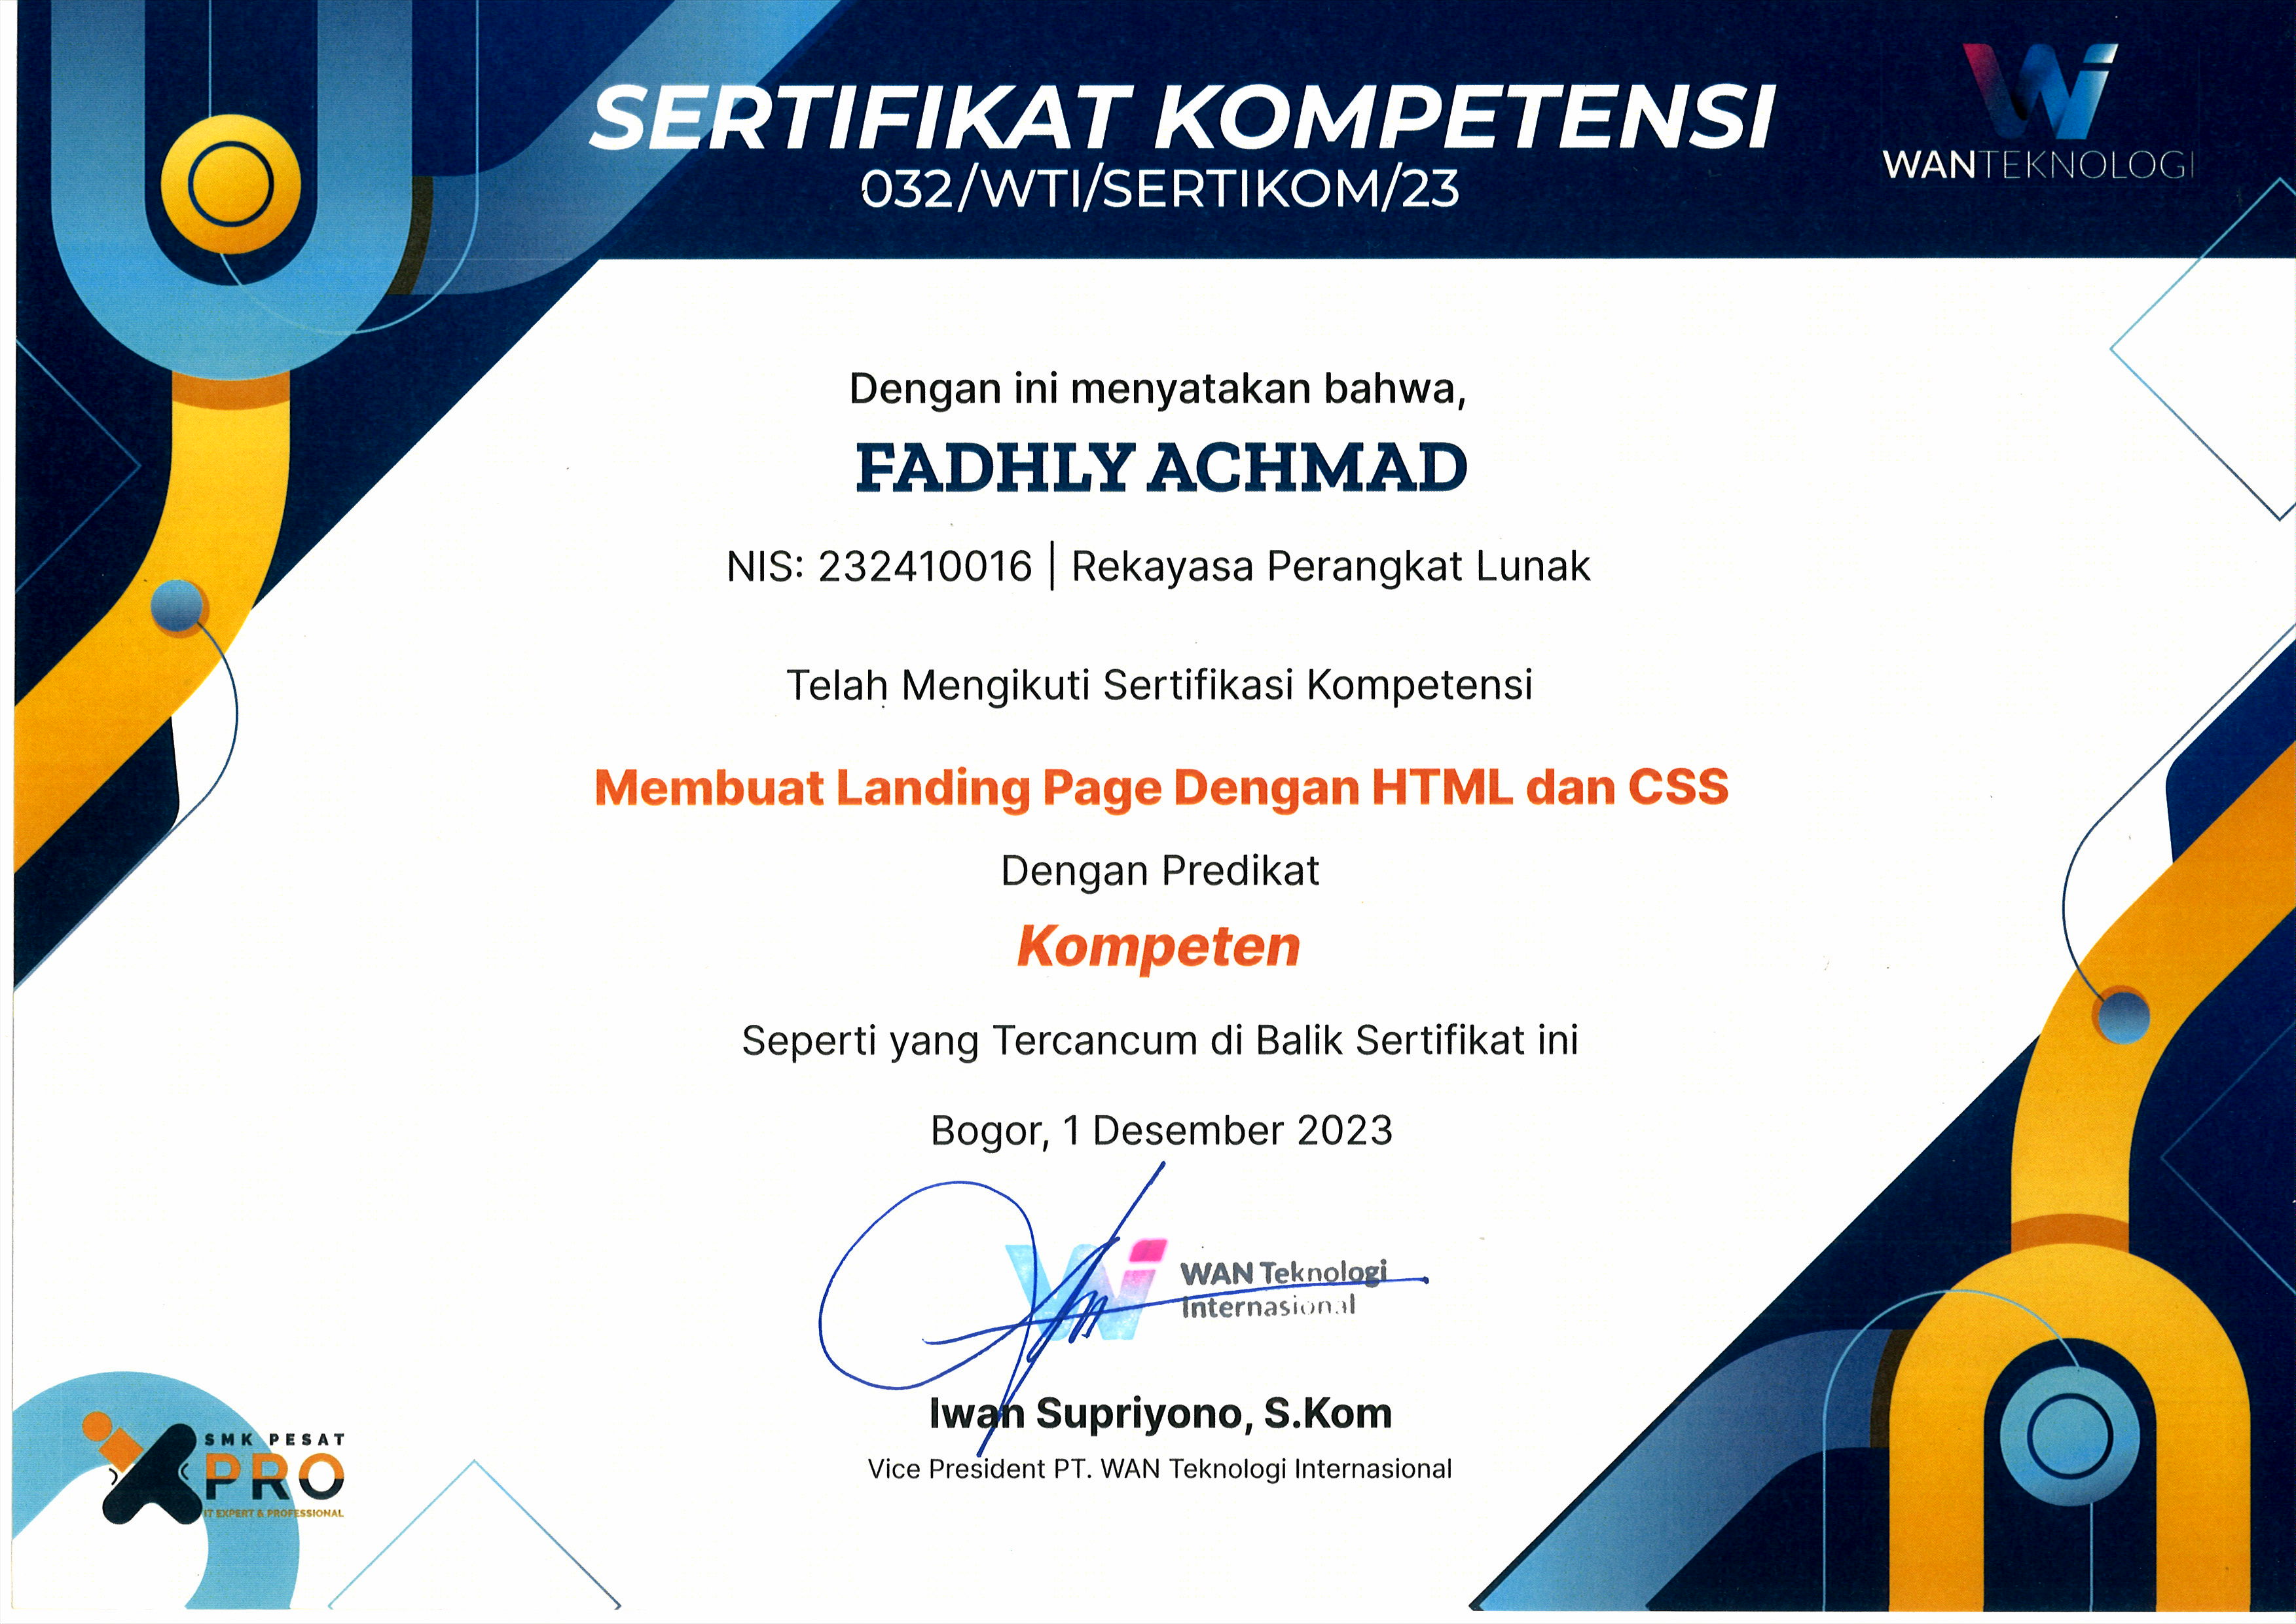 SERTIFIKAT KOMPETENSI
032/WTI/SERTIKOM/23
WANTEKNOLOGI
Dengan ini menyatakan bahwa,
FADHLY ACHMAD
NIS: 232410016 | Rekayasa Perangkat Lunak
Telah Mengikuti Sertifikasi Kompetensi
Membuat Landing Page Dengan HTML dan CSS
Dengan Predikat
Kompeten
Seperti yang Tercancum di Balik Sertifikat ini
Bogor, 1 Desember 2023
WAN Teknologi
Internasional
Iwan Supriyono, S.Kom
Vice President PT. WAN Teknologi Internasional
SMK PESAT
PRO
IT EXPERT & PROFESSIONAL